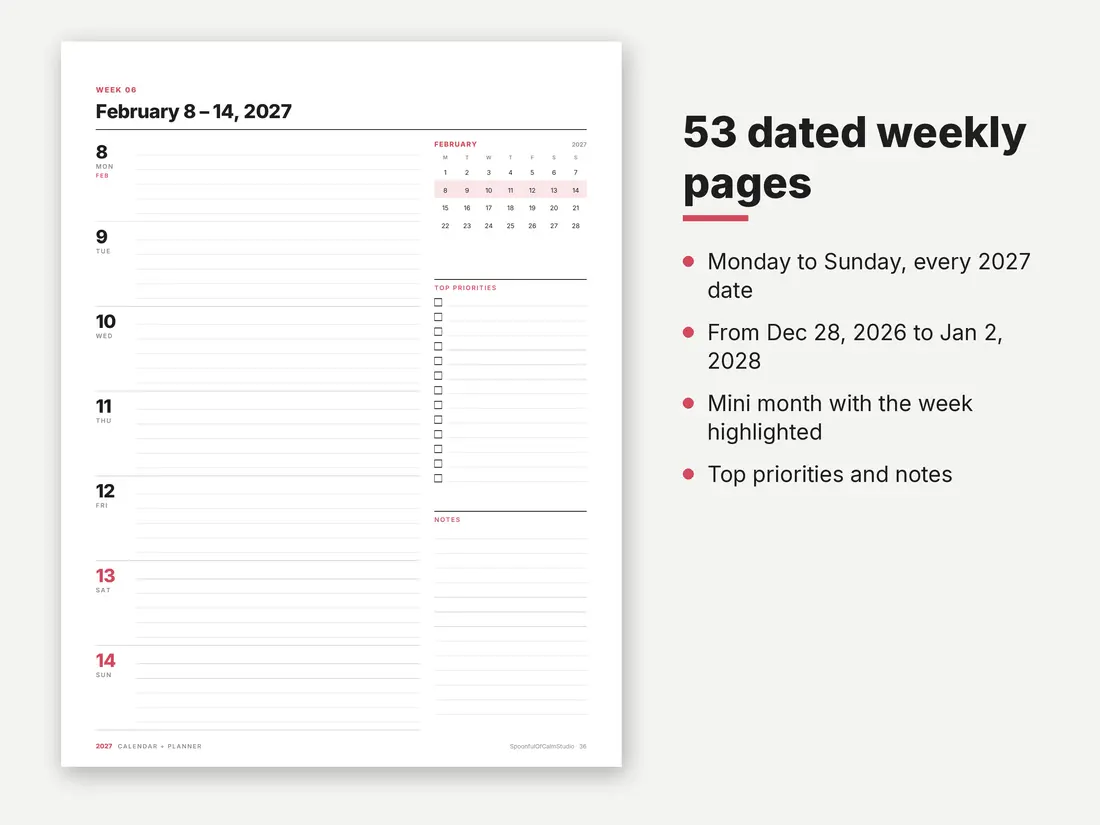 WEEK 06
February 8 – 14, 2027
8
MON
FEB
9
TUE
10
WED
11
THU
12
FRI
13
SAT
14
SUN
FEBRUARY 2027
M T W T F S S
1 2 3 4 5 6 7
8 9 10 11 12 13 14
15 16 17 18 19 20 21
22 23 24 25 26 27 28
TOP PRIORITIES
NOTES
2027 CALENDAR + PLANNER
SpoonfulOfCalmStudio 36
53 dated weekly
pages
Monday to Sunday, every 2027
date
From Dec 28, 2026 to Jan 2,
2028
Mini month with the week
highlighted
Top priorities and notes